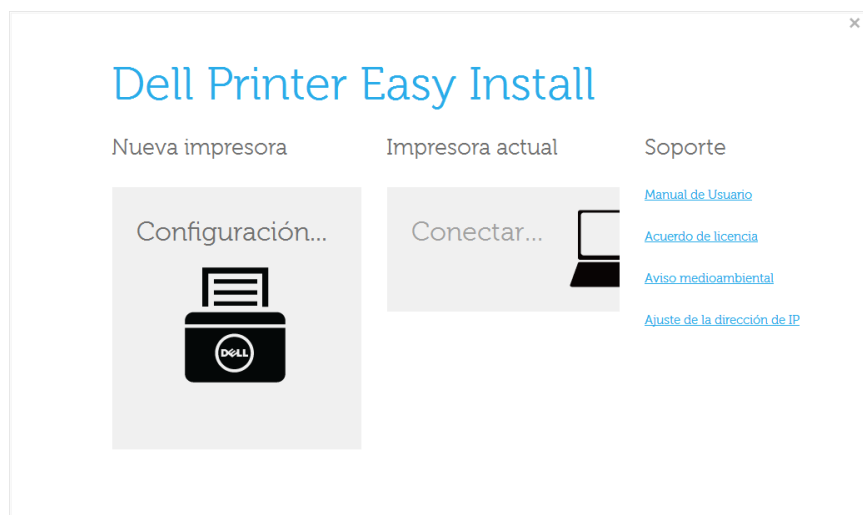 ×
Dell Printer Easy Install
Nueva impresora
Configuración...
DELL
Impresora actual
Conectar...
Soporte
Manual de Usuario
Acuerdo de licencia
Aviso medioambiental
Ajuste de la dirección de IP